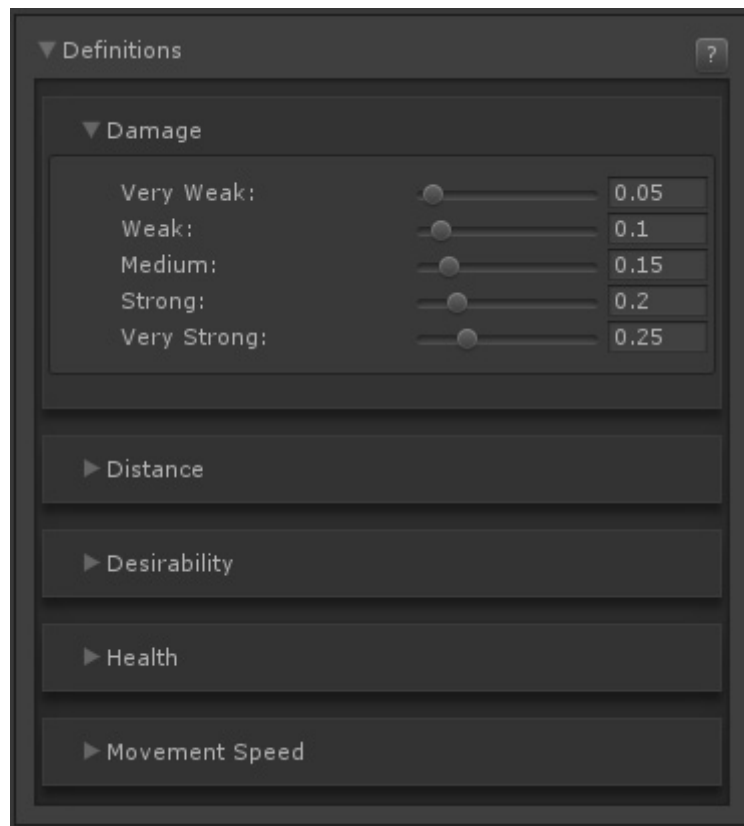 Definitions ?
Damage
Very Weak: 0.05
Weak: 0.1
Medium: 0.15
Strong: 0.2
Very Strong: 0.25
Distance
Desirability
Health
Movement Speed